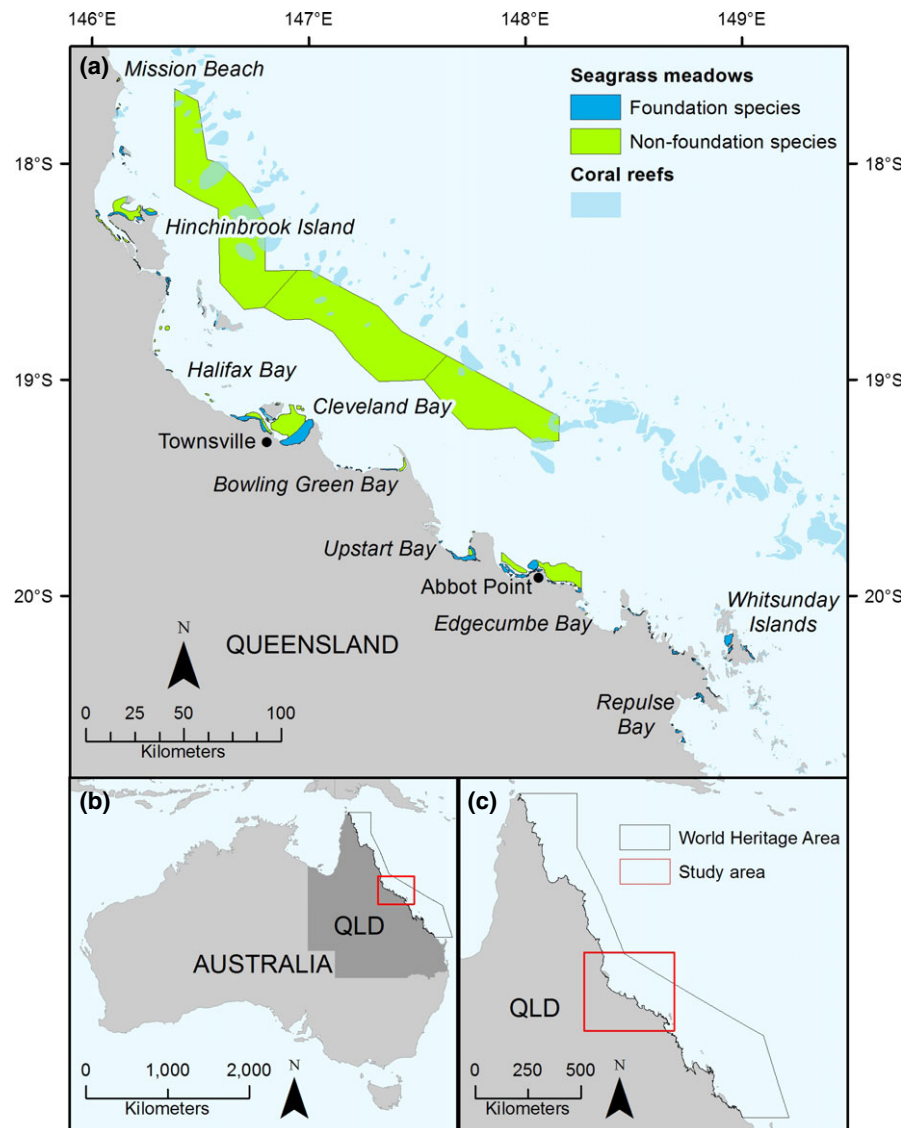 146°E 147°E 148°E 149°E
(a)
Mission Beach
Seagrass meadows
Foundation species
Non-foundation species
Coral reefs
18°S
18°S
Hinchinbrook Island
Halifax Bay
19°S
19°S
Cleveland Bay
Townsville
Bowling Green Bay
Upstart Bay
Abbot Point
20°S
20°S
Whitsunday
Islands
Edgecumbe Bay
N
QUEENSLAND
Repulse
Bay
0 25 50 100
Kilometers
(b)
QLD
AUSTRALIA
N
0 1,000 2,000
Kilometers
(c)
World Heritage Area
Study area
QLD
N
0 250 500
Kilometers